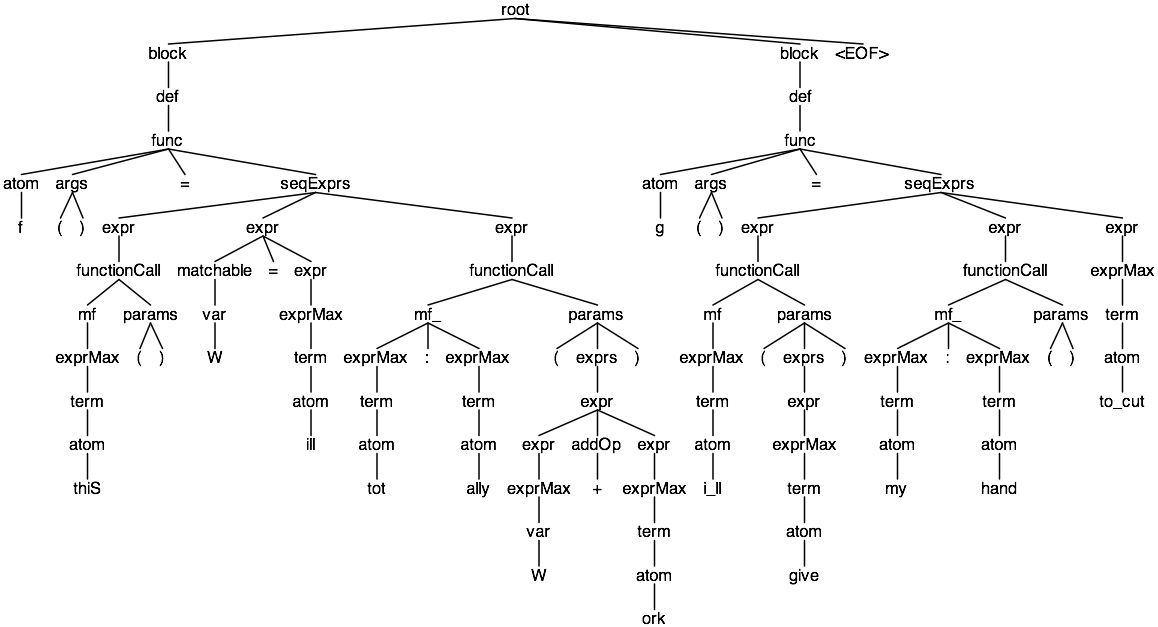 root
block block <EOF>
def def
func func
atom args = seqExprs atom args = seqExprs
f ( ) expr expr expr g ( ) expr expr expr
functionCall matchable = expr functionCall functionCall functionCall exprMax
mf params var exprMax mf_ params mf params mf_ params term
exprMax ( ) W term exprMax : exprMax ( exprs ) exprMax ( exprs ) exprMax : exprMax ( ) atom
term atom term term expr term expr term term to_cut
atom ill atom atom expr addOp expr atom exprMax atom atom
thiS tot ally exprMax + exprMax i_ll term my hand
var term atom
W atom give
ork